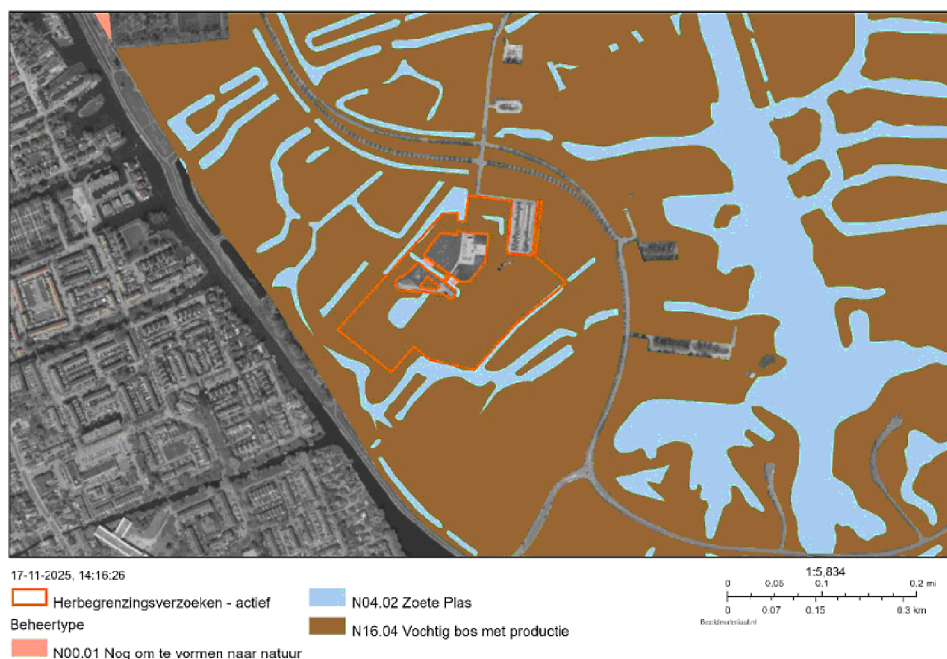 17-11-2025, 14:16:26
Herbegrenzingsverzoeken - actief
Beheertype
N00.01 Nog om te vormen naar natuur
N04.02 Zoete Plas
N16.04 Vochtig bos met productie
1:5,834
0 0.05 0.1 0.2 mi
0 0.07 0.15 0.3 km
Beeldmateriaal.nl